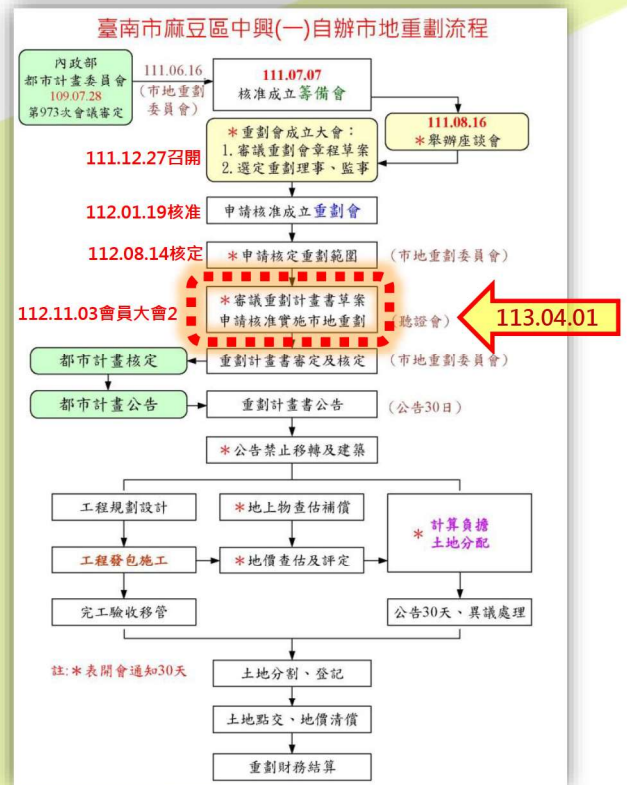 臺南市麻豆區中興(一)自辦市地重劃流程
內政部
都市計畫委員會
109.07.28
第973次會議審定
111.06.16
(市地重劃
委員會)
111.07.07
核准成立籌備會
111.08.16
*舉辦座談會
111.12.27召開
*重劃會成立大會：
1.審議重劃會章程草案
2.選定重劃理事、監事
112.01.19核准
申請核准成立重劃會
112.08.14核定
*申請核定重劃範圍
(市地重劃委員會)
112.11.03會員大會2
*審議重劃計畫書草案
申請核准實施市地重劃
(聽證會)
113.04.01
都市計畫核定
重劃計畫書審定及核定
(市地重劃委員會)
都市計畫公告
重劃計畫書公告
(公告30日)
*公告禁止移轉及建築
工程規劃設計
*地上物查估補償
*計算負擔
土地分配
工程發包施工
*地價查估及評定
完工驗收移管
公告30天、異議處理
註:*表開會通知30天
土地分割、登記
土地點交、地價清償
重劃財務結算